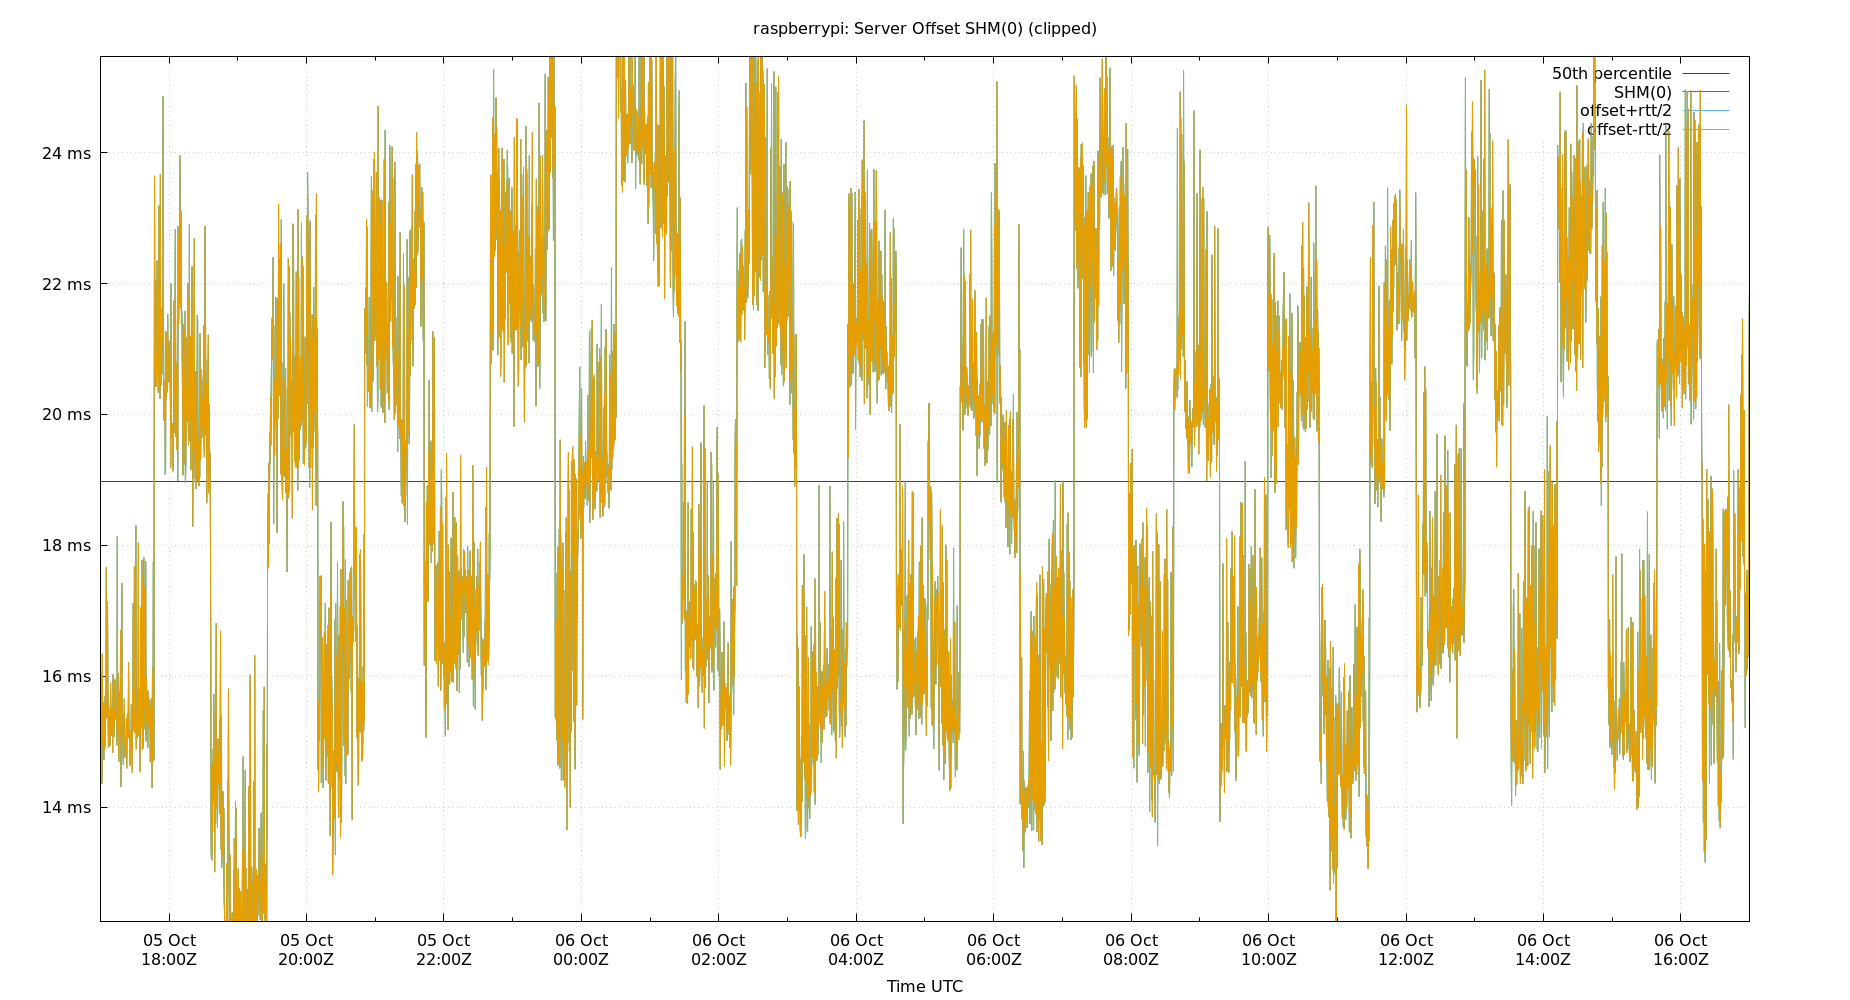 raspberrypi: Server Offset SHM(0) (clipped)
50th percentile
SHM(0)
offset+rtt/2
offset-rtt/2
24 ms
22 ms
20 ms
18 ms
16 ms
14 ms
05 Oct 05 Oct 05 Oct 06 Oct 06 Oct 06 Oct 06 Oct 06 Oct 06 Oct 06 Oct 06 Oct 06 Oct
18:00Z 20:00Z 22:00Z 00:00Z 02:00Z 04:00Z 06:00Z 08:00Z 10:00Z 12:00Z 14:00Z 16:00Z
Time UTC